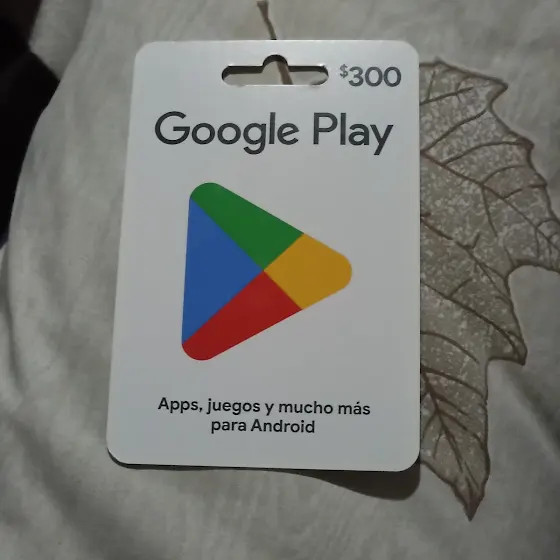 $300
Google Play
Apps, juegos y mucho más
para Android